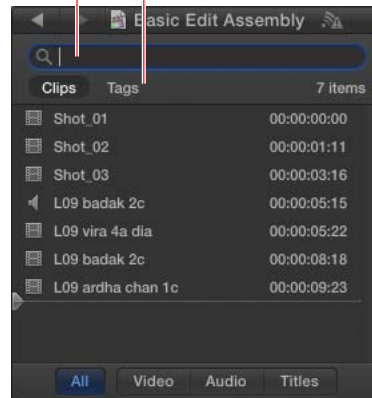 Basic Edit Assembly
Clips Tags 7 items
Shot_01 00:00:00:00
Shot_02 00:00:01:11
Shot_03 00:00:03:16
L09 badak 2c 00:00:05:15
L09 vira 4a dia 00:00:05:22
L09 badak 2c 00:00:08:18
L09 ardha chan 1c 00:00:09:23
All Video Audio Titles